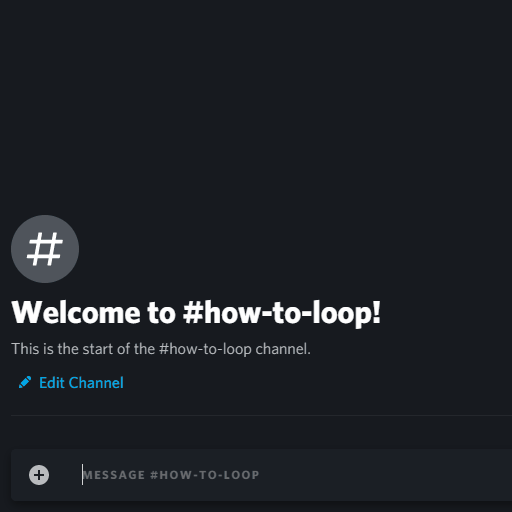 #
Welcome to #how-to-loop!
This is the start of the #how-to-loop channel.
Edit Channel
MESSAGE #HOW-TO-LOOP